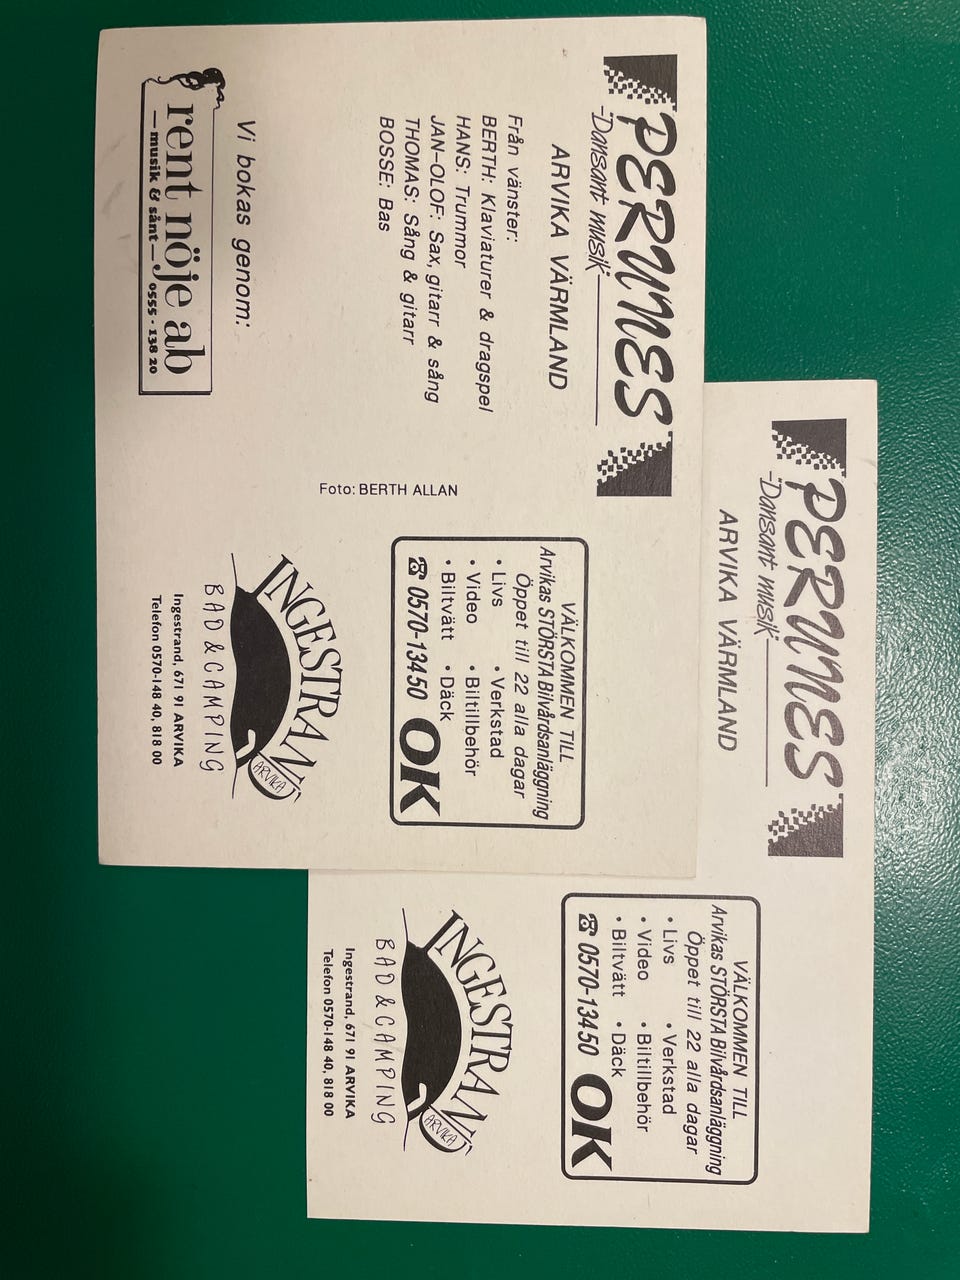 PERUNES
-Dansant musik
ARVIKA VÄRMLAND
Från vänster:
BERTH: Klaviaturer & dragspel
HANS: Trummor
JAN-OLOF: Sax, gitarr & sång
THOMAS: Sång & gitarr
BOSSE: Bas
Vi bokas genom:
rent nöje ab
— musik & sånt — 0555 - 138 20
Foto: BERTH ALLAN
VÄLKOMMEN TILL
Arvikas STÖRSTA Bilvårdsanläggning
Öppet till 22 alla dagar
• Livs • Verkstad
• Video • Biltillbehör
• Biltvätt • Däck
☎ 0570-13450 OK
INGESTRAND
ARVIKA
BAD & CAMPING
Ingestrand, 671 91 ARVIKA
Telefon 0570-148 40, 818 00
PERUNES
-Dansant musik
ARVIKA VÄRMLAND
VÄLKOMMEN TILL
Arvikas STÖRSTA Bilvårdsanläggning
Öppet till 22 alla dagar
• Livs • Verkstad
• Video • Biltillbehör
• Biltvätt • Däck
☎ 0570-13450 OK
INGESTRAND
ARVIKA
BAD & CAMPING
Ingestrand, 671 91 ARVIKA
Telefon 0570-148 40, 818 00